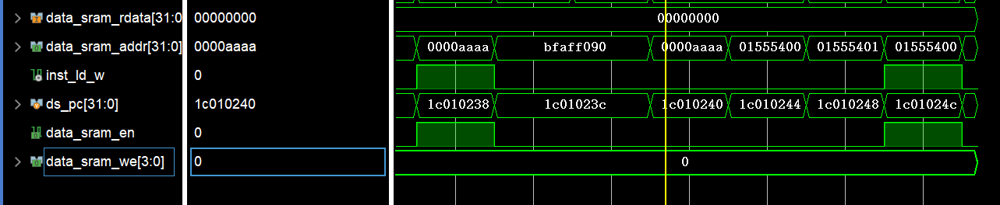 data_sram_rdata[31:0 00000000 00000000
data_sram_addr[31:0] 0000aaaa 0000aaaa bfaff090 0000aaaa 01555400 01555401 01555400
inst_ld_w 0
ds_pc[31:0] 1c010240 1c010238 1c01023c 1c010240 1c010244 1c010248 1c01024c
data_sram_en 0
data_sram_we[3:0] 0 0